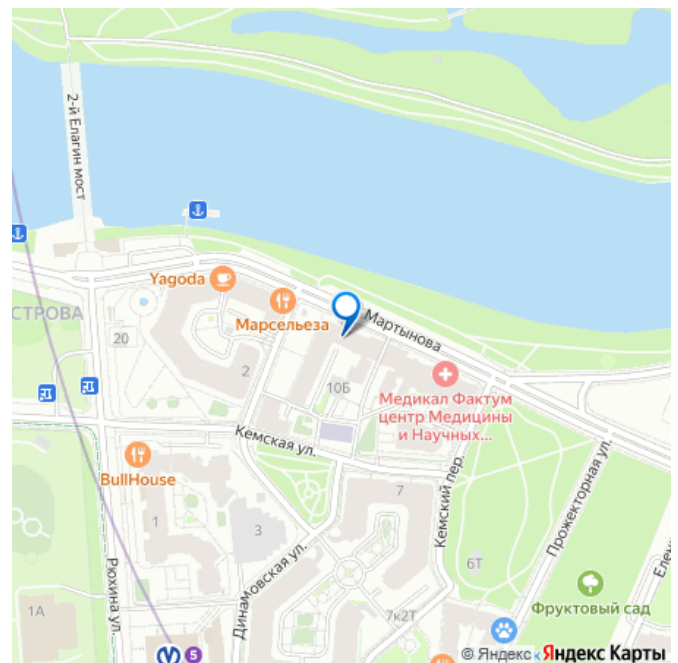 2-й Елагин мост
Yagoda
Марсельеза
Мартынова
СТРОВА
20
2
10Б
Медикал Фактум
центр Медицины
и Научных...
Кемская ул.
BullHouse
1
3
7
Кемский пер.
Прожекторная ул.
Динамовская ул.
Рюхина ул.
6Т
1А
7к2Т
Фруктовый сад
5
© Яндекс
Яндекс Карты